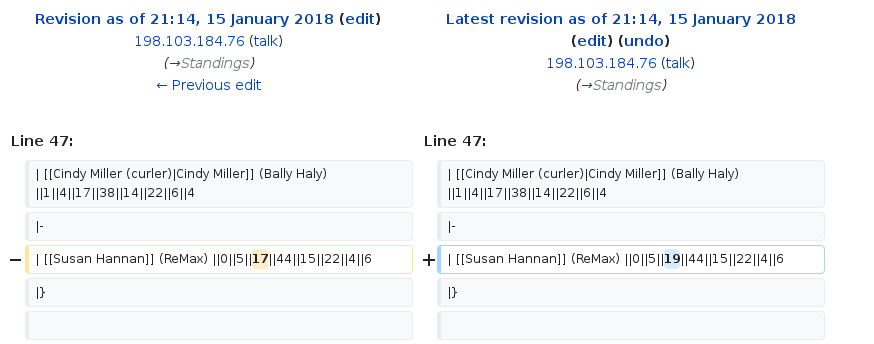 Revision as of 21:14, 15 January 2018 (edit)
198.103.184.76 (talk)
(→Standings)
← Previous edit
Latest revision as of 21:14, 15 January 2018
(edit) (undo)
198.103.184.76 (talk)
(→Standings)
Line 47:
Line 47:
| [[Cindy Miller (curler)|Cindy Miller]] (Bally Haly)
||1||4||17||38||14||22||6||4
| [[Cindy Miller (curler)|Cindy Miller]] (Bally Haly)
||1||4||17||38||14||22||6||4
|-
|-
− | [[Susan Hannan]] (ReMax) ||0||5||17||44||15||22||4||6
+ | [[Susan Hannan]] (ReMax) ||0||5||19||44||15||22||4||6
|}
|}